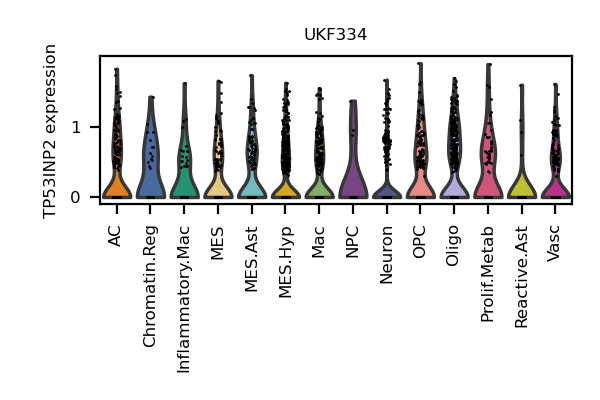 UKF334
TP53INP2 expression
1
0
AC
Chromatin.Reg
Inflammatory.Mac
MES
MES.Ast
MES.Hyp
Mac
NPC
Neuron
OPC
Oligo
Prolif.Metab
Reactive.Ast
Vasc